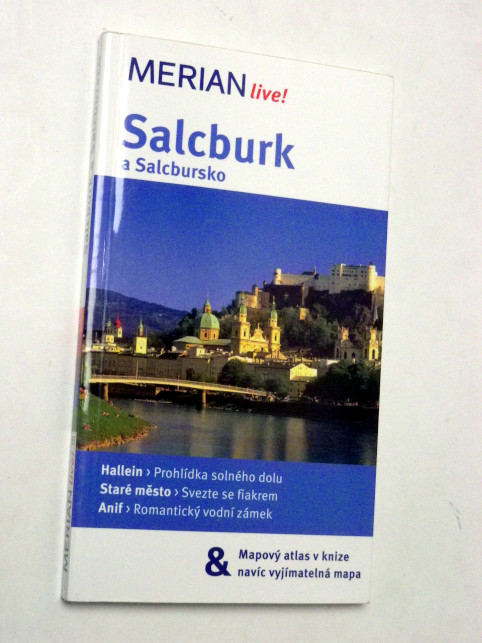 MERIAN live!
Salcburk
a Salcbursko
Hallein › Prohlídka solného dolu
Staré město › Svezte se fiakrem
Anif › Romantický vodní zámek
& Mapový atlas v knize
navíc vyjímatelná mapa
MERIAN